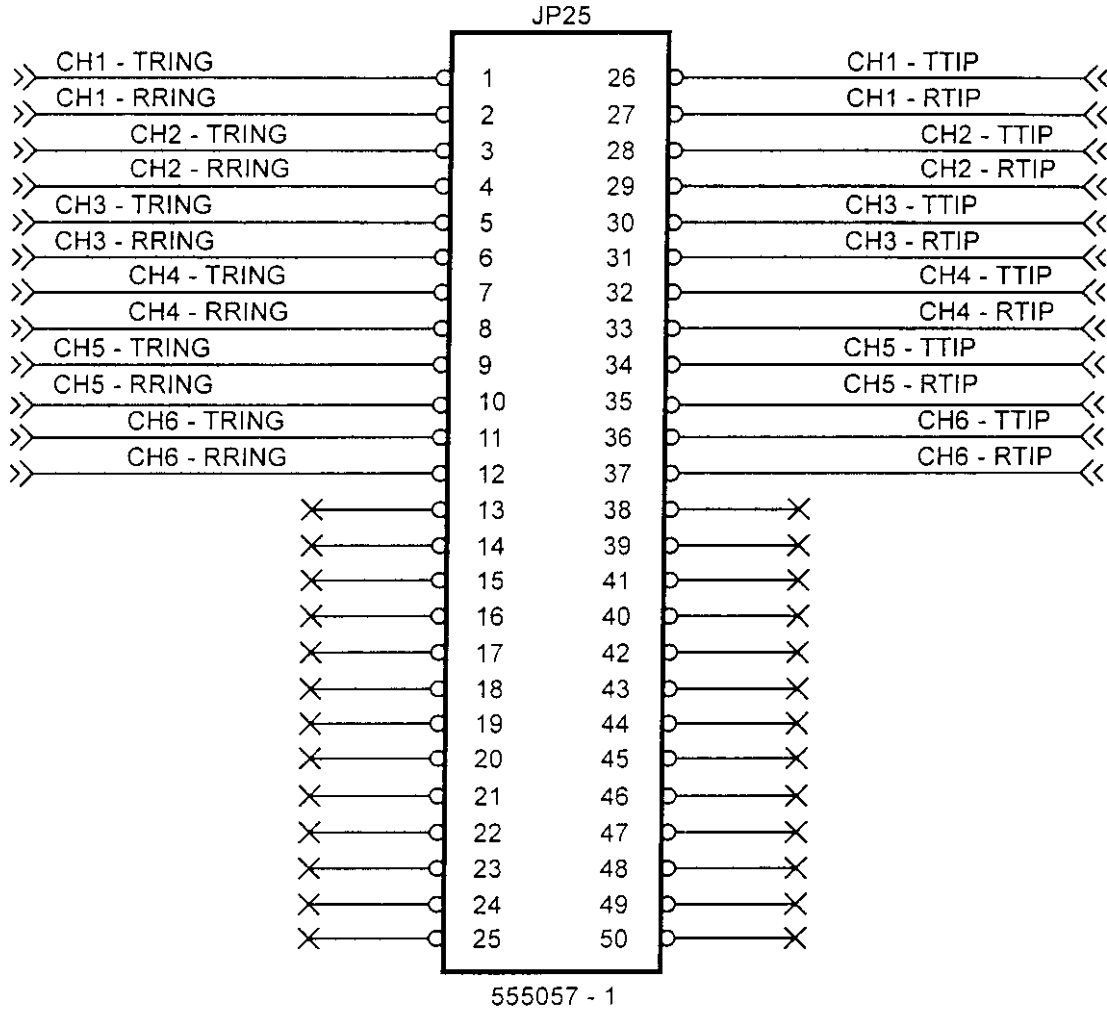 JP25
CH1 - TRING 1 26 CH1 - TTIP
CH1 - RRING 2 27 CH1 - RTIP
CH2 - TRING 3 28 CH2 - TTIP
CH2 - RRING 4 29 CH2 - RTIP
CH3 - TRING 5 30 CH3 - TTIP
CH3 - RRING 6 31 CH3 - RTIP
CH4 - TRING 7 32 CH4 - TTIP
CH4 - RRING 8 33 CH4 - RTIP
CH5 - TRING 9 34 CH5 - TTIP
CH5 - RRING 10 35 CH5 - RTIP
CH6 - TRING 11 36 CH6 - TTIP
CH6 - RRING 12 37 CH6 - RTIP
13 38
14 39
15 41
16 40
17 42
18 43
19 44
20 45
21 46
22 47
23 48
24 49
25 50
555057 - 1